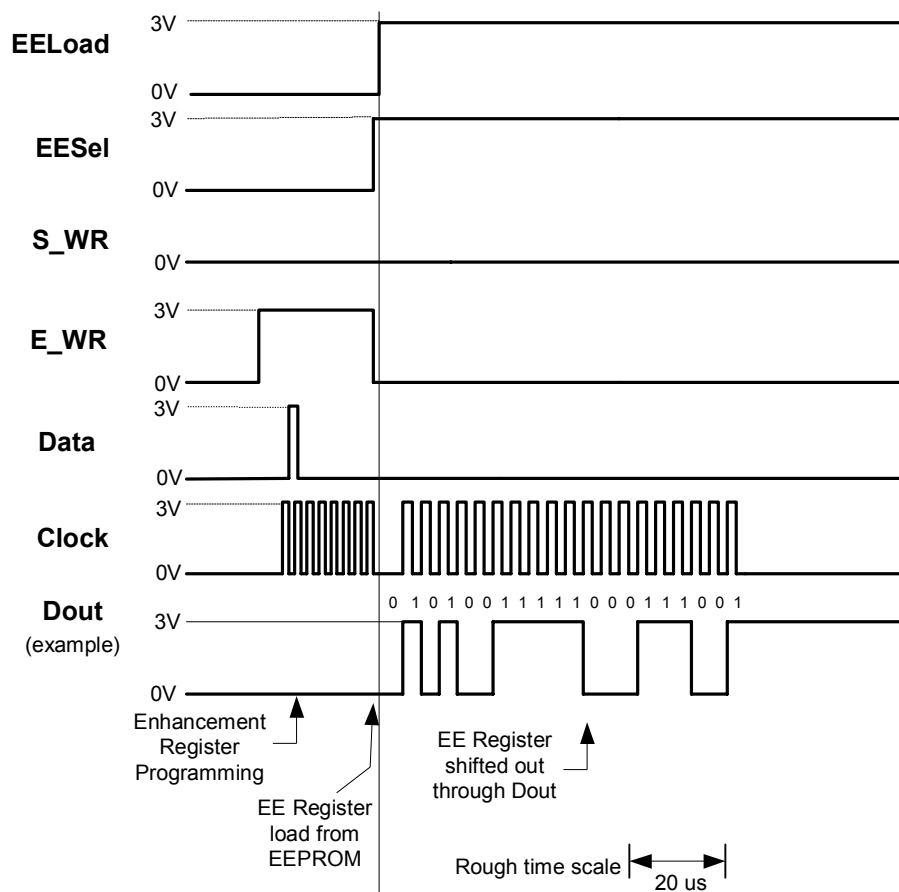 3V
EELoad
0V
3V
EESel
0V
S_WR
0V
3V
E_WR
0V
3V
Data
0V
3V
Clock
0V
0 1 0 1 0 0 1 1 1 1 1 0 0 0 1 1 1 0 0 1
Dout
3V
(example)
0V
Enhancement
Register
Programming
EE Register
load from
EEPROM
EE Register
shifted out
through Dout
Rough time scale
20 us